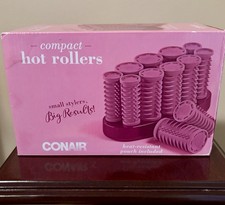 compact
hot rollers
small stylers,
Big Results!
CONAIR
heat-resistant
pouch included